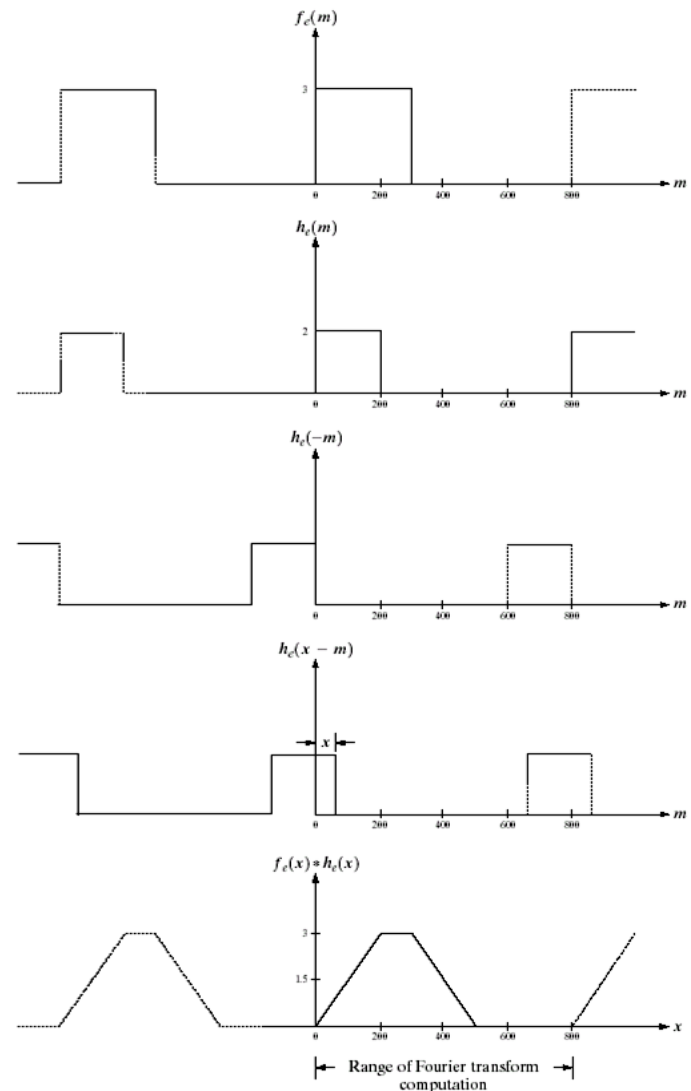 f_e(m)
3
m
0 200 400 600 800
h_e(m)
2
m
0 200 400 600 800
h_e(−m)
m
0 200 400 600 800
h_e(x − m)
x
m
0 200 400 600 800
f_e(x) * h_e(x)
3
1.5
x
0 200 400 600 800
Range of Fourier transform
computation